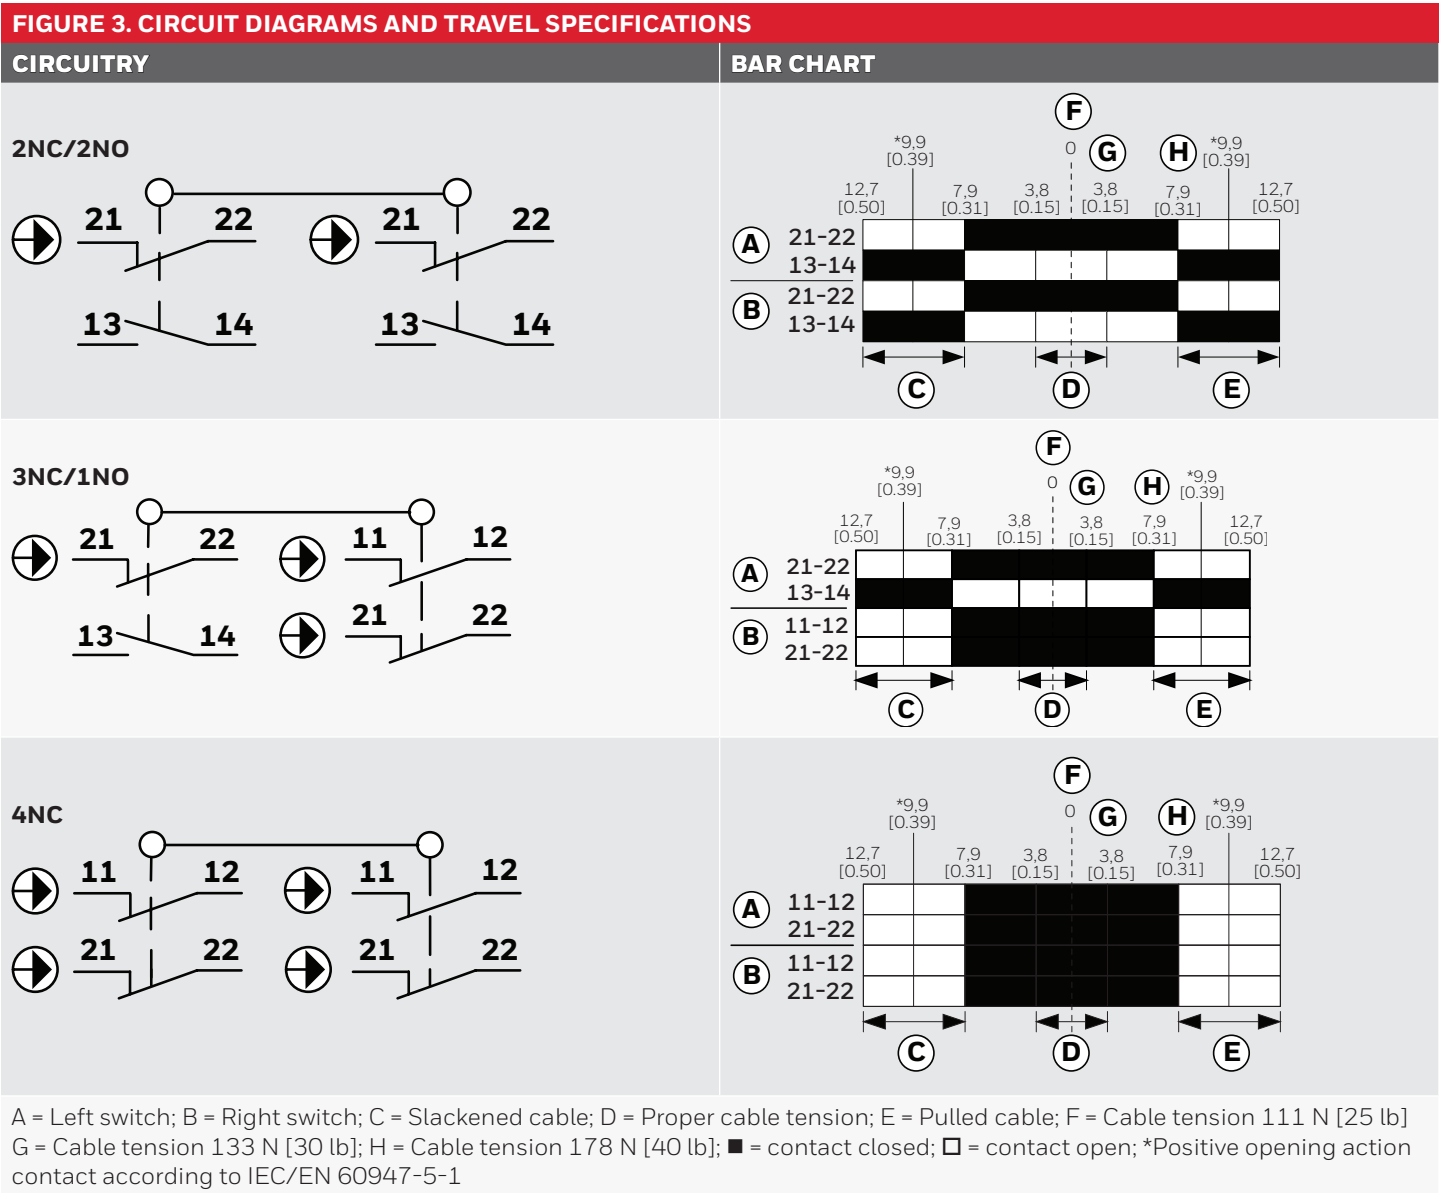 FIGURE 3. CIRCUIT DIAGRAMS AND TRAVEL SPECIFICATIONS
CIRCUITRY
BAR CHART
2NC/2NO
21 22 21 22
13 14 13 14
F
*9,9 0 G H *9,9
[0.39] [0.39]
12,7 7,9 3,8 3,8 7,9 12,7
[0.50] [0.31] [0.15] [0.15] [0.31] [0.50]
A 21-22
13-14
B 21-22
13-14
C D E
3NC/1NO
21 22 11 12
13 14 21 22
F
*9,9 0 G H *9,9
[0.39] [0.39]
12,7 7,9 3,8 3,8 7,9 12,7
[0.50] [0.31] [0.15] [0.15] [0.31] [0.50]
A 21-22
13-14
B 11-12
21-22
C D E
4NC
11 12 11 12
21 22 21 22
F
*9,9 0 G H *9,9
[0.39] [0.39]
12,7 7,9 3,8 3,8 7,9 12,7
[0.50] [0.31] [0.15] [0.15] [0.31] [0.50]
A 11-12
21-22
B 11-12
21-22
C D E
A = Left switch; B = Right switch; C = Slackened cable; D = Proper cable tension; E = Pulled cable; F = Cable tension 111 N [25 lb]
G = Cable tension 133 N [30 lb]; H = Cable tension 178 N [40 lb]; ■ = contact closed; □ = contact open; *Positive opening action
contact according to IEC/EN 60947-5-1